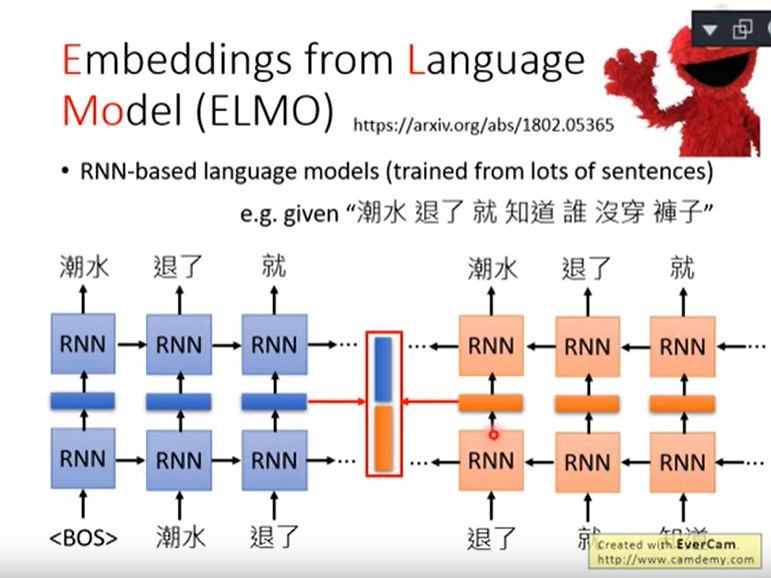 Embeddings from Language
Model (ELMO) https://arxiv.org/abs/1802.05365
• RNN-based language models (trained from lots of sentences)
e.g. given “潮水 退了 就 知道 誰 沒穿 褲子”
潮水 退了 就 潮水 退了 就
RNN RNN RNN ... ... RNN RNN RNN ...
RNN RNN RNN ... ... RNN RNN RNN ...
<BOS> 潮水 退了 退了 就 知道
Created with EverCam.
http://www.camdemy.com